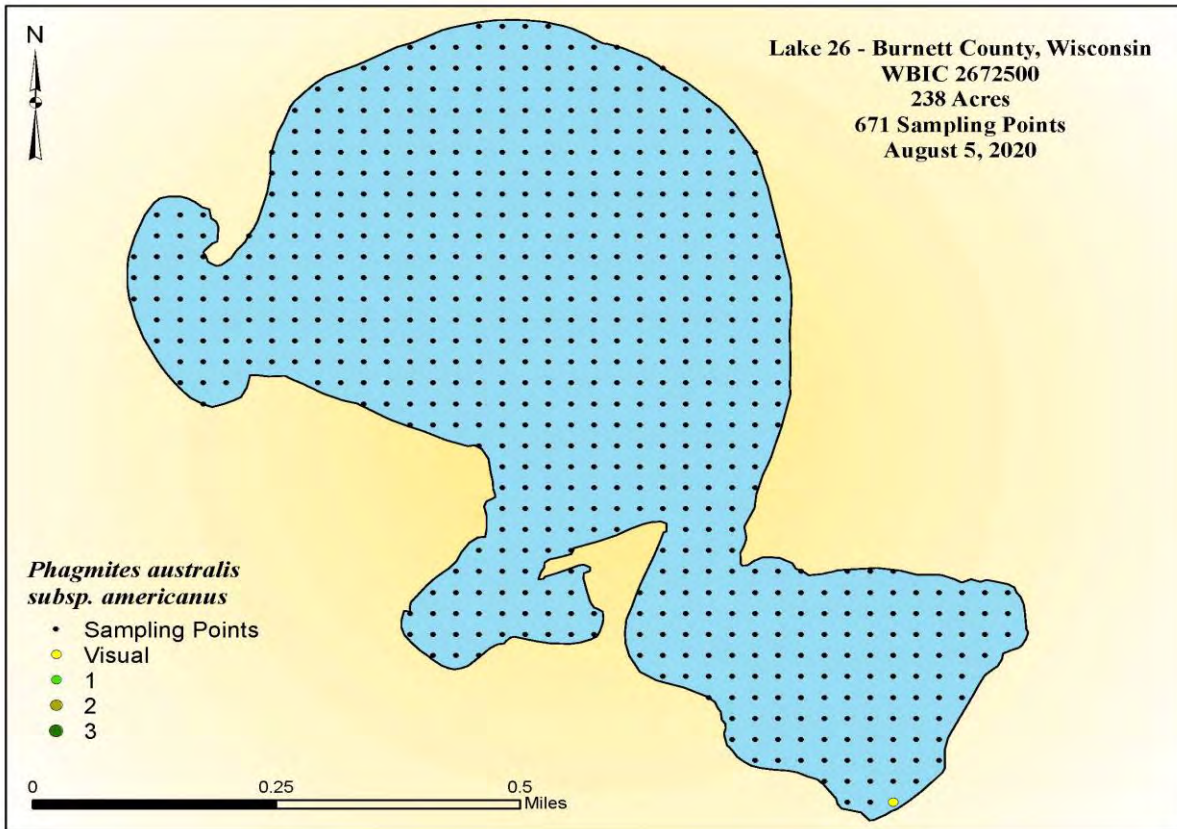 N
Lake 26 - Burnett County, Wisconsin
WBIC 2672500
238 Acres
671 Sampling Points
August 5, 2020
Phagmites australis
subsp. americanus
Sampling Points
Visual
1
2
3
0 0.25 0.5
Miles